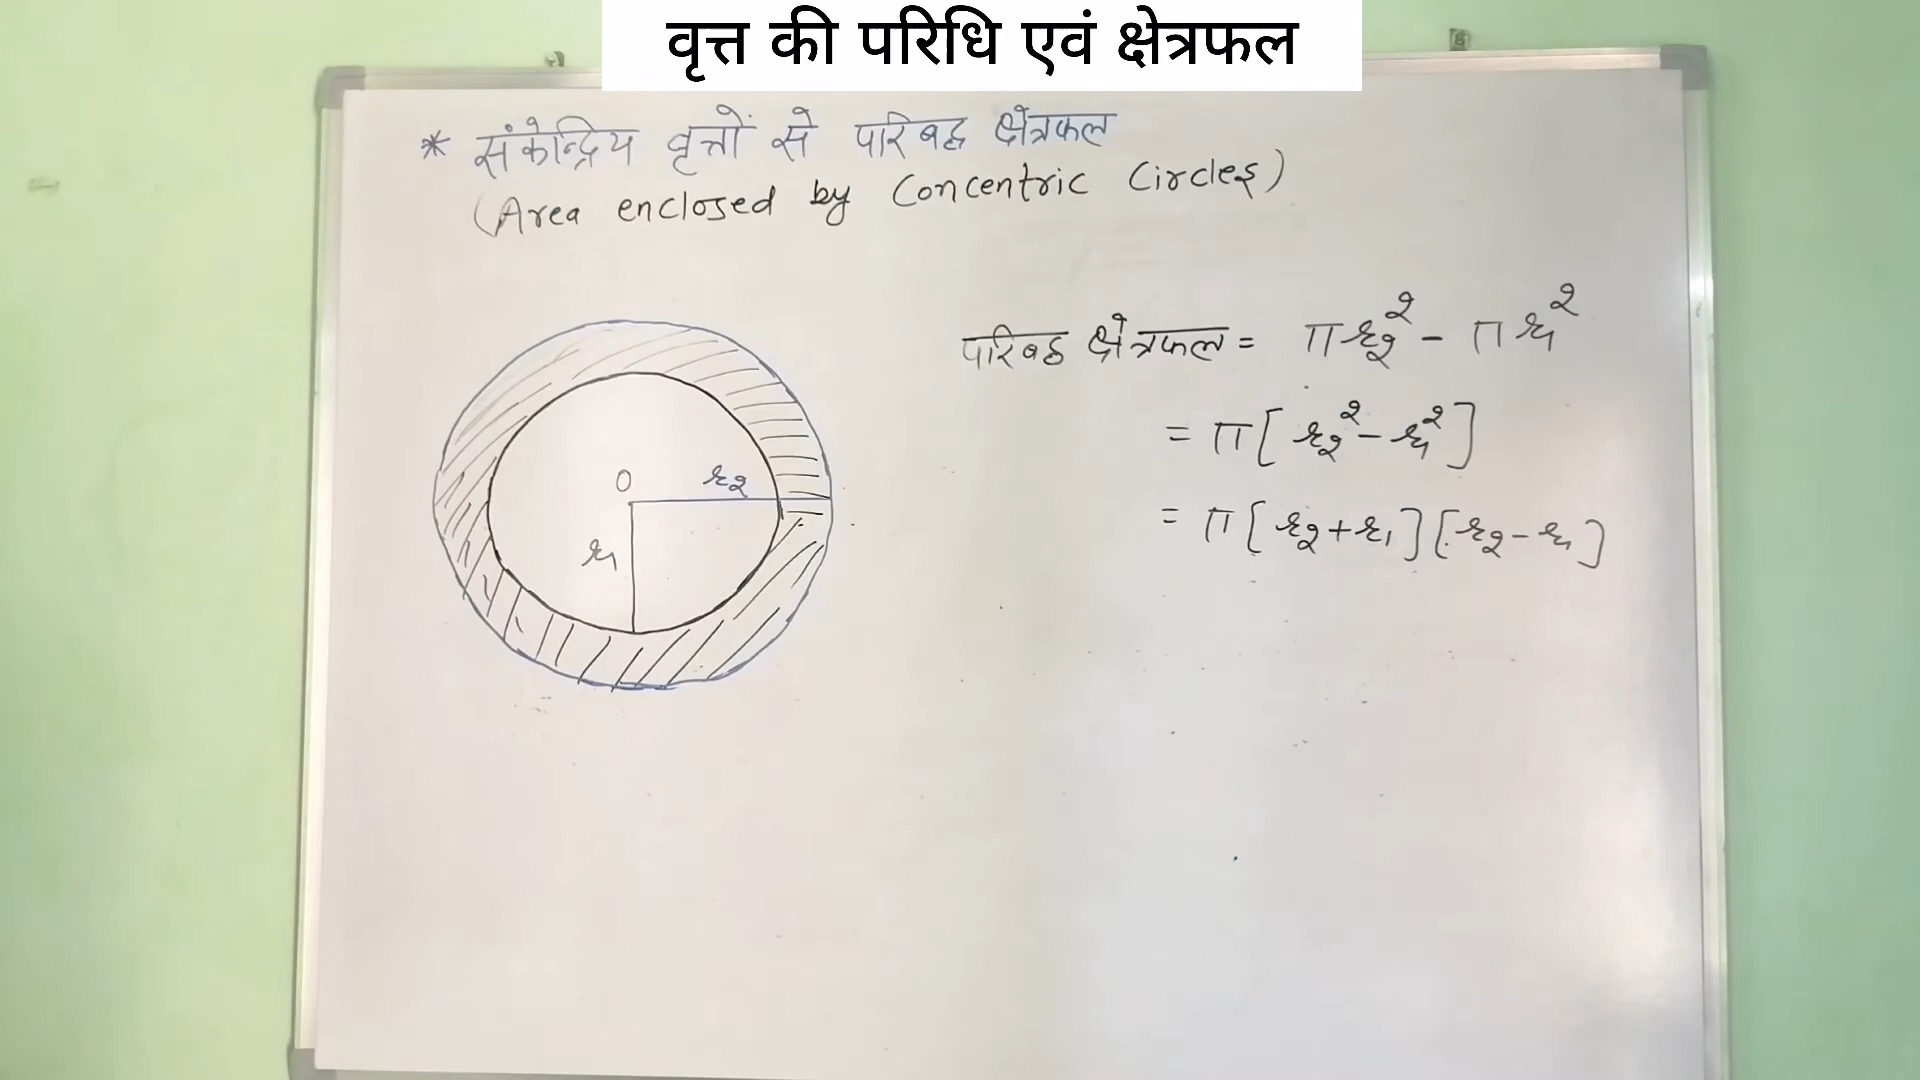 वृत्त की परिधि एवं क्षेत्रफल
* संकेन्द्रिय वृत्तों से परिबद्ध क्षेत्रफल
(Area enclosed by Concentric Circles)
परिबद्ध क्षेत्रफल = πr₂² - πr₁²
= π[r₂² - r₁²]
= π[r₂+r₁][r₂-r₁]
O
r₂
r₁